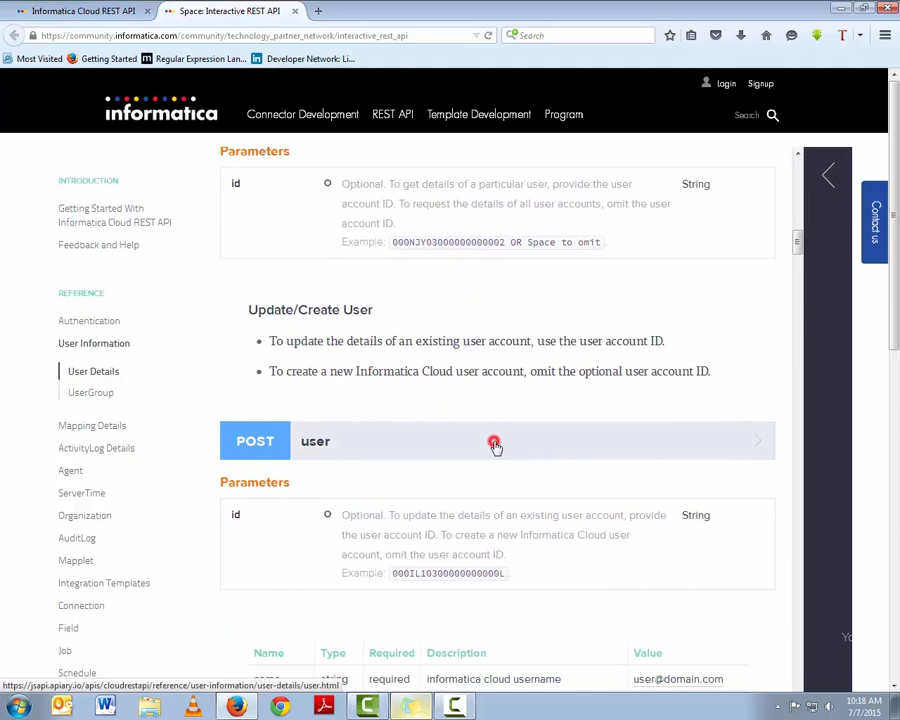 Informatica Cloud REST API
Space: Interactive REST API
https://community.informatica.com/community/technology_partner_network/interactive_rest_api
Search
Most Visited
Getting Started
Regular Expression Lan...
Developer Network: Li...
Login
Signup
informatica
Connector Development
REST API
Template Development
Program
Search
Contact us
INTRODUCTION
Getting Started With
Informatica Cloud REST API
Feedback and Help
REFERENCE
Authentication
User Information
User Details
UserGroup
Mapping Details
ActivityLog Details
Agent
ServerTime
Organization
AuditLog
Mapplet
Integration Templates
Connection
Field
Job
Schedule
Parameters
id
Optional. To get details of a particular user, provide the user
account ID. To request the details of all user accounts, omit the user
account ID.
Example: 000NJY03000000000002 OR Space to omit.
String
Update/Create User
• To update the details of an existing user account, use the user account ID.
• To create a new Informatica Cloud user account, omit the optional user account ID.
POST user
Parameters
id
Optional. To update the details of an existing user account, provide
the user account ID. To create a new Informatica Cloud user
account, omit the user account ID.
Example: 000IL10300000000000L.
String
Name Type Required Description Value
name string required informatica cloud username user@domain.com
https://jsapi.apiary.io/apis/cloudrestapi/reference/user-information/user-details/user.html
10:18 AM
7/7/2015